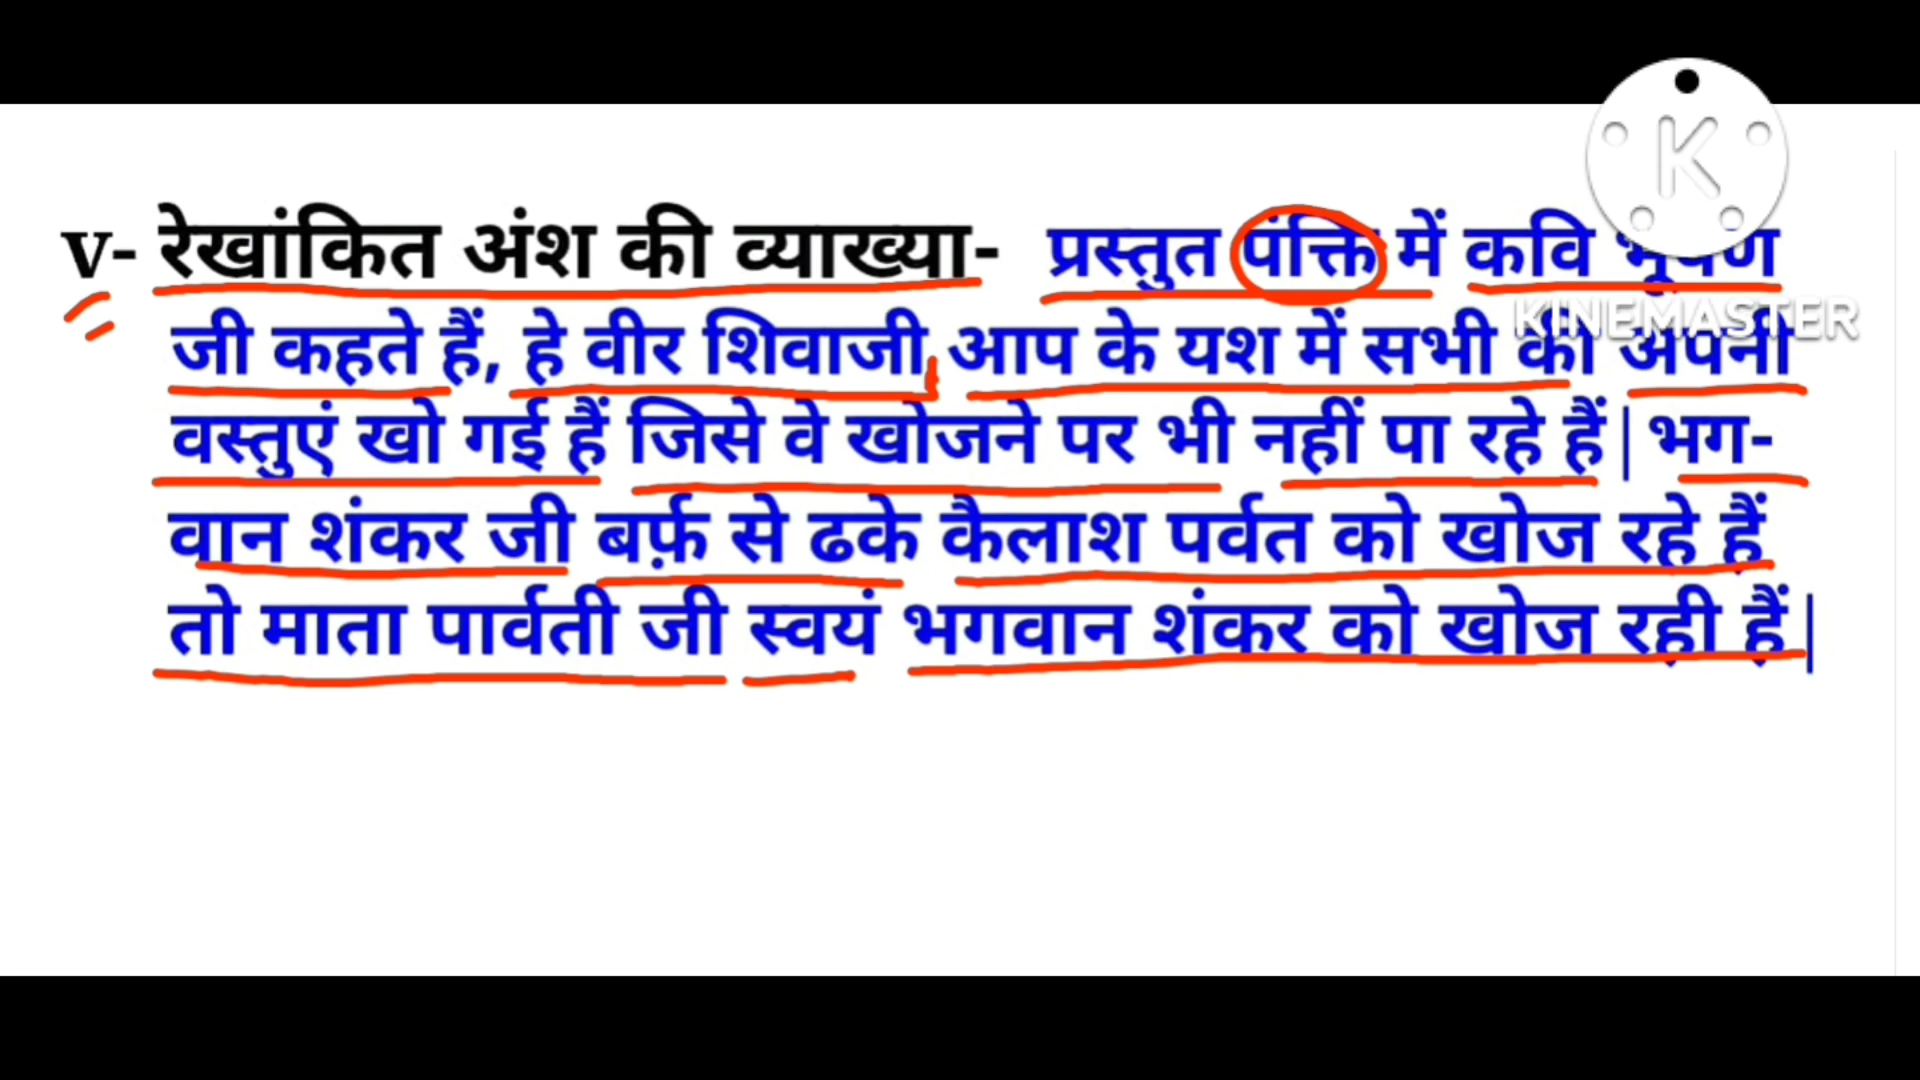 v- रेखांकित अंश की व्याख्या- प्रस्तुत पंक्ति में कवि भूषण
जी कहते हैं, हे वीर शिवाजी, आप के यश में सभी की अपनी
वस्तुएं खो गई हैं जिसे वे खोजने पर भी नहीं पा रहे हैं| भग-
वान शंकर जी बर्फ़ से ढके कैलाश पर्वत को खोज रहे हैं
तो माता पार्वती जी स्वयं भगवान शंकर को खोज रही हैं|
K
KINEMASTER